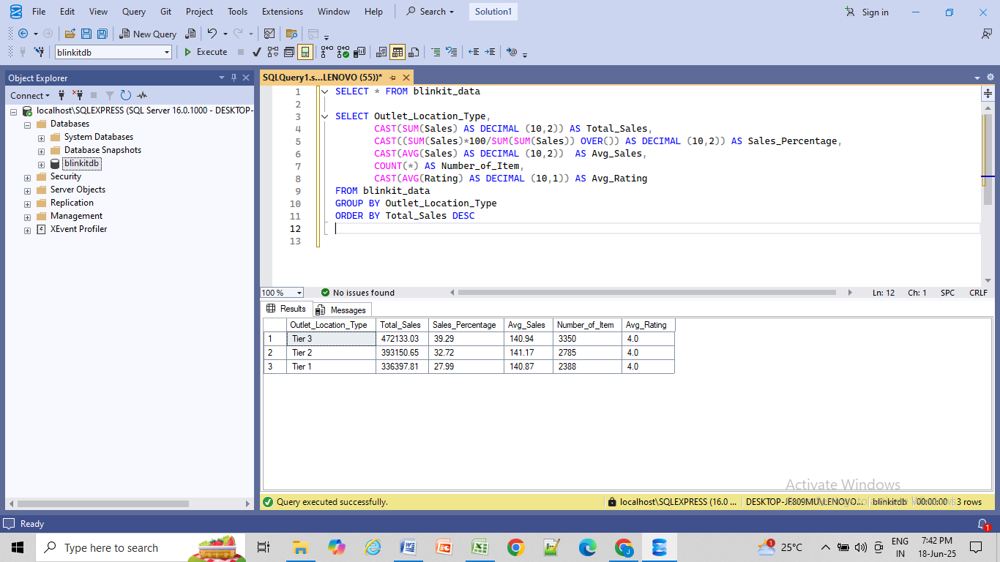 File Edit View Query Git Project Tools Extensions Window Help Search Solution1 Sign in
New Query
blinkitdb Execute
Object Explorer
Connect
localhost\SQLEXPRESS (SQL Server 16.0.1000 - DESKTOP-
Databases
System Databases
Database Snapshots
blinkitdb
Security
Server Objects
Replication
Management
XEvent Profiler
SQLQuery1.s...LENOVO (55))*
1 SELECT * FROM blinkit_data
2
3 SELECT Outlet_Location_Type,
4 CAST(SUM(Sales) AS DECIMAL (10,2)) AS Total_Sales,
5 CAST((SUM(Sales)*100/SUM(SUM(Sales)) OVER()) AS DECIMAL (10,2)) AS Sales_Percentage,
6 CAST(AVG(Sales) AS DECIMAL (10,2))  AS Avg_Sales,
7 COUNT(*) AS Number_of_Item,
8 CAST(AVG(Rating) AS DECIMAL (10,1)) AS Avg_Rating
9 FROM blinkit_data
10 GROUP BY Outlet_Location_Type
11 ORDER BY Total_Sales DESC
12
13
100 % No issues found Ln: 12 Ch: 1 SPC CRLF
Results Messages
Outlet_Location_Type Total_Sales Sales_Percentage Avg_Sales Number_of_Item Avg_Rating
1 Tier 3 472133.03 39.29 140.94 3350 4.0
2 Tier 2 393150.65 32.72 141.17 2785 4.0
3 Tier 1 336397.81 27.99 140.87 2388 4.0
Activate Windows
Query executed successfully. localhost\SQLEXPRESS (16.0 ... DESKTOP-JE809MU\LENOVO... blinkitdb 00:00:00 3 rows
Ready 1
Type here to search 1 25°C ENG 7:42 PM
IN 18-Jun-25